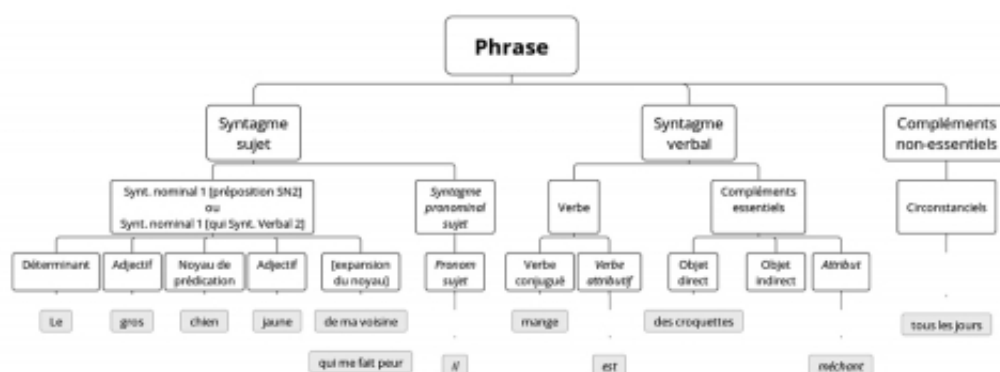 Phrase
Syntagme
sujet
Syntagme
verbal
Compléments
non-essentiels
Synt. nominal 1 [préposition SN2]
ou
Synt. nominal 1 [qui Synt. Verbal 2]
Syntagme
pronominal
sujet
Verbe
Compléments
essentiels
Circonstanciels
Déterminant
Adjectif
Noyau de
prédication
Adjectif
[expansion
du noyau]
Pronom
sujet
Verbe
conjugué
Verbe
attributif
Objet
direct
Objet
indirect
Attribut
Le
gros
chien
jaune
de ma voisine
mange
des croquettes
tous les jours
qui me fait peur
il
est
méchant